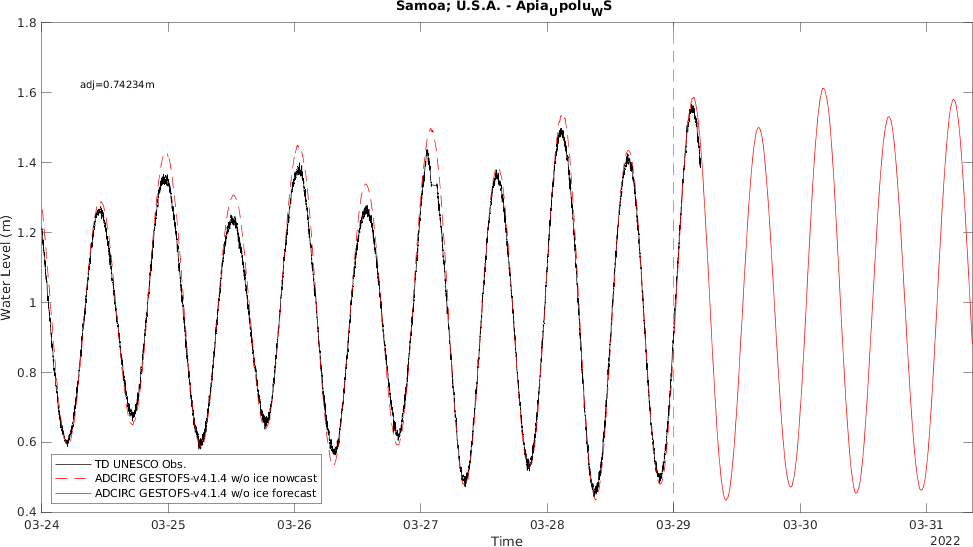 Samoa; U.S.A. - ApiaUpoluWS
1.8
1.6
1.4
1.2
1
0.8
0.6
0.4
Water Level (m)
adj=0.74234m
TD UNESCO Obs.
ADCIRC GESTOFS-v4.1.4 w/o ice nowcast
ADCIRC GESTOFS-v4.1.4 w/o ice forecast
03-24 03-25 03-26 03-27 03-28 03-29 03-30 03-31
Time
2022